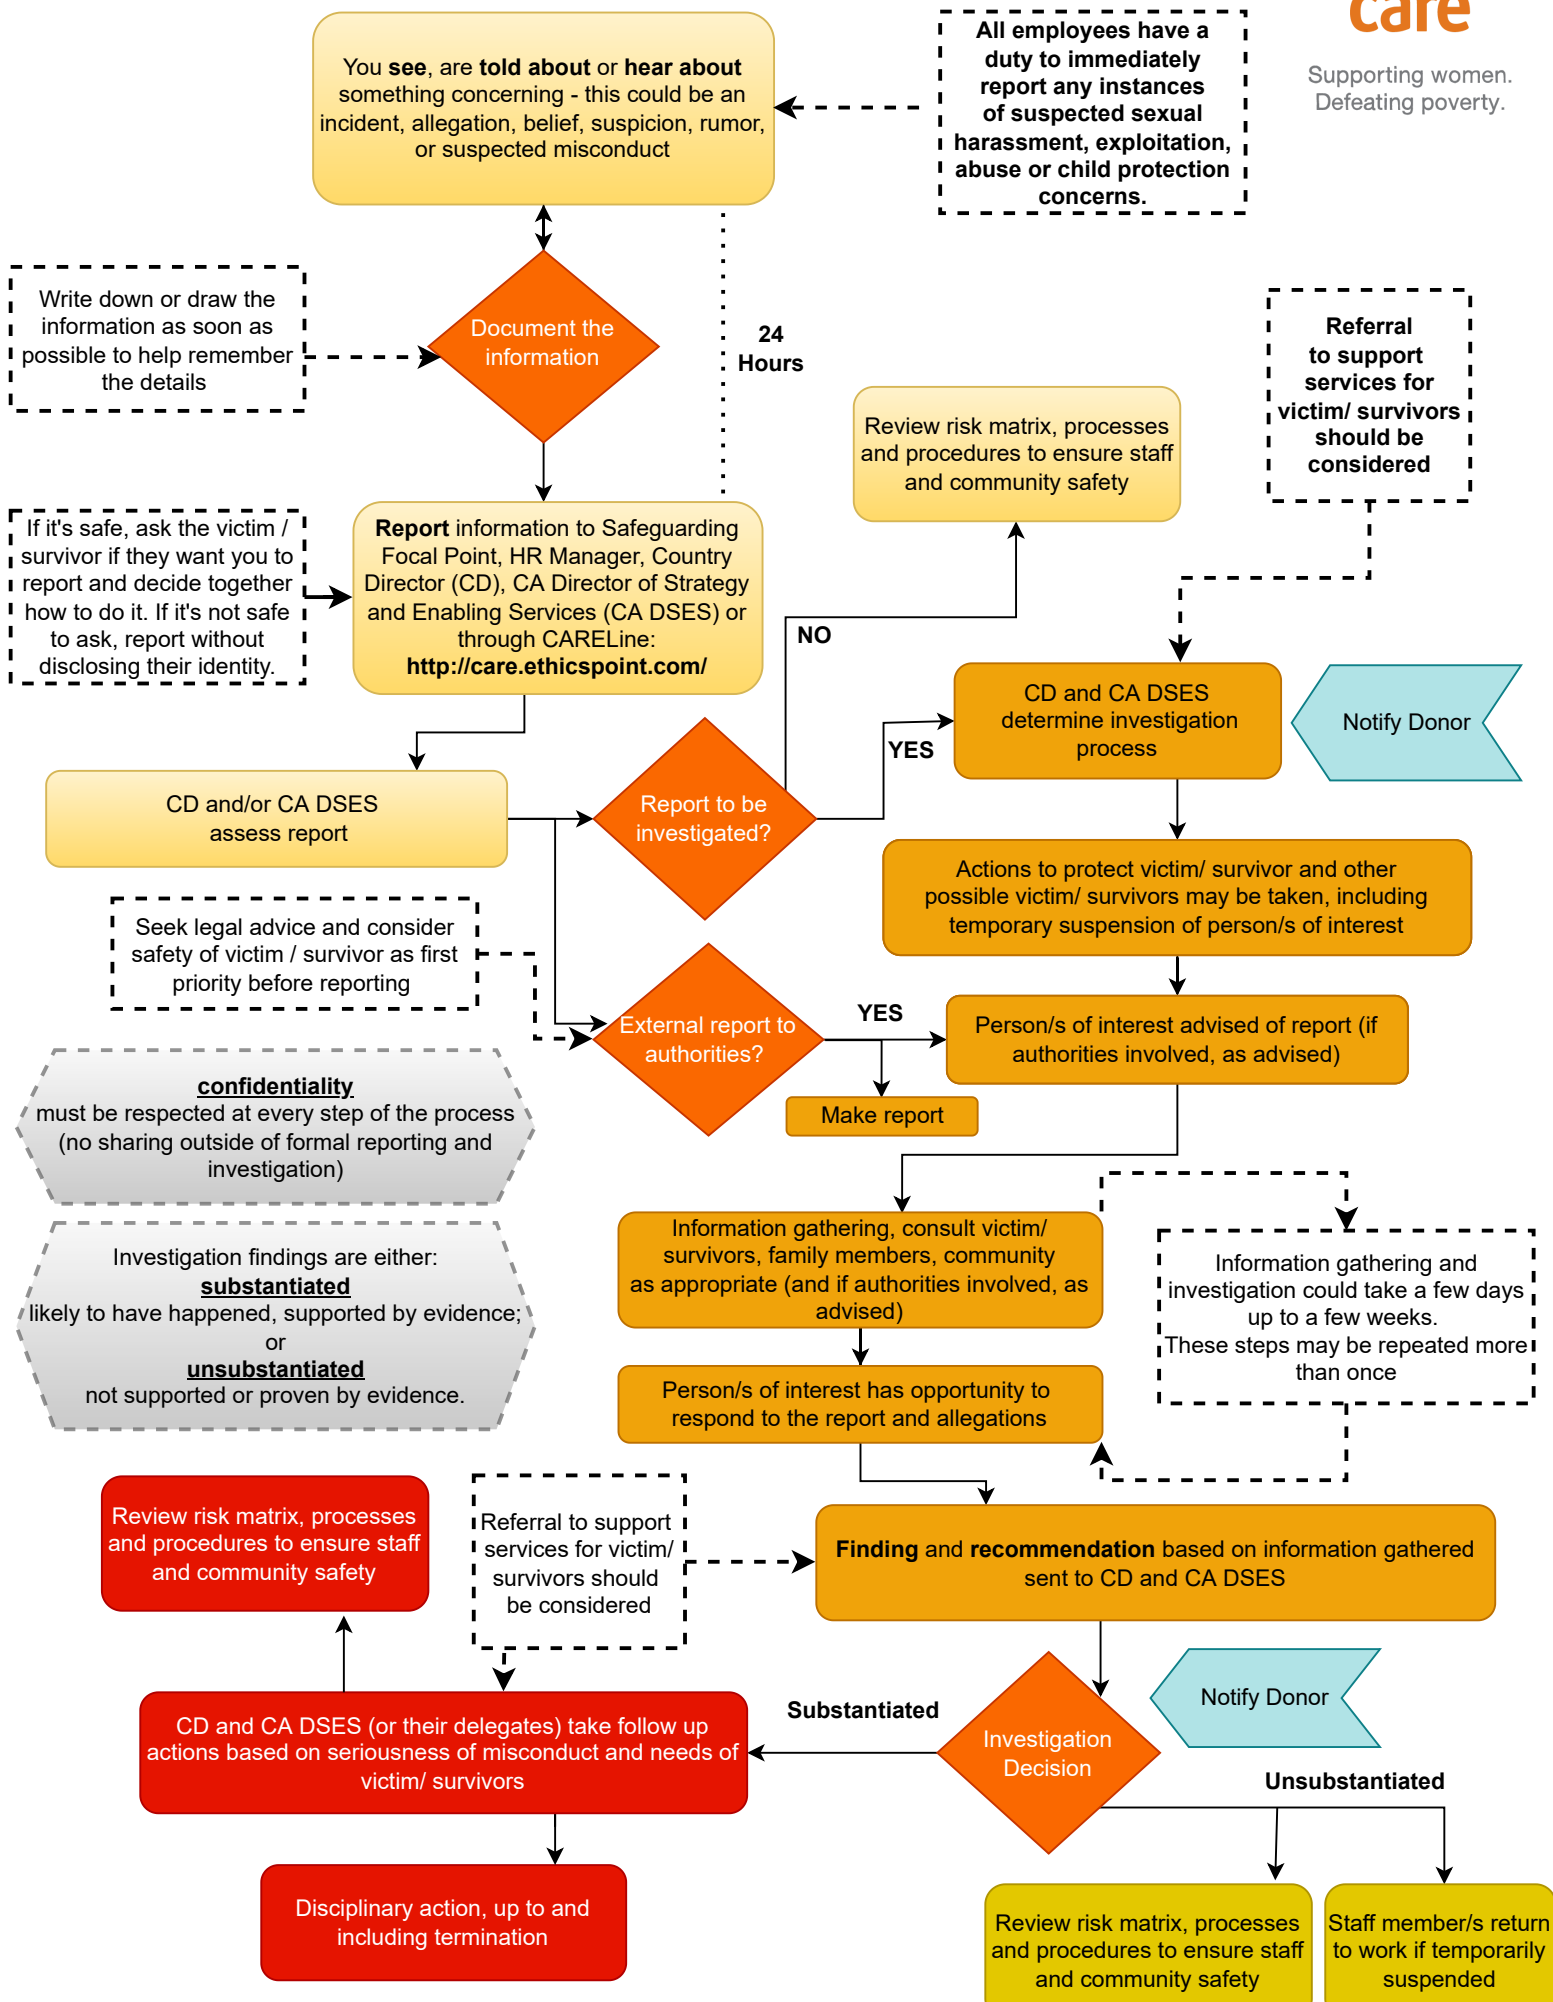 care
Supporting women.
Defeating poverty.
You see, are told about or hear about
something concerning - this could be an
incident, allegation, belief, suspicion, rumor,
or suspected misconduct
All employees have a
duty to immediately
report any instances
of suspected sexual
harassment, exploitation,
abuse or child protection
concerns.
Write down or draw the
information as soon as
possible to help remember
the details
Document the
information
24
Hours
Referral
to support
services for
victim/ survivors
should be
considered
Review risk matrix, processes
and procedures to ensure staff
and community safety
If it's safe, ask the victim /
survivor if they want you to
report and decide together
how to do it. If it's not safe
to ask, report without
disclosing their identity.
Report information to Safeguarding
Focal Point, HR Manager, Country
Director (CD), CA Director of Strategy
and Enabling Services (CA DSES) or
through CARELine:
http://care.ethicspoint.com/
NO
YES
CD and CA DSES
determine investigation
process
Notify Donor
CD and/or CA DSES
assess report
Report to be
investigated?
Actions to protect victim/ survivor and other
possible victim/ survivors may be taken, including
temporary suspension of person/s of interest
Seek legal advice and consider
safety of victim / survivor as first
priority before reporting
External report to
authorities?
YES
Person/s of interest advised of report (if
authorities involved, as advised)
Make report
confidentiality
must be respected at every step of the process
(no sharing outside of formal reporting and
investigation)
Information gathering, consult victim/
survivors, family members, community
as appropriate (and if authorities involved, as
advised)
Information gathering and
investigation could take a few days
up to a few weeks.
These steps may be repeated more
than once
Investigation findings are either:
substantiated
likely to have happened, supported by evidence;
or
unsubstantiated
not supported or proven by evidence.
Person/s of interest has opportunity to
respond to the report and allegations
Review risk matrix, processes
and procedures to ensure staff
and community safety
Referral to support
services for victim/
survivors should
be considered
Finding and recommendation based on information gathered
sent to CD and CA DSES
CD and CA DSES (or their delegates) take follow up
actions based on seriousness of misconduct and needs of
victim/ survivors
Substantiated
Investigation
Decision
Notify Donor
Unsubstantiated
Disciplinary action, up to and
including termination
Review risk matrix, processes
and procedures to ensure staff
and community safety
Staff member/s return
to work if temporarily
suspended